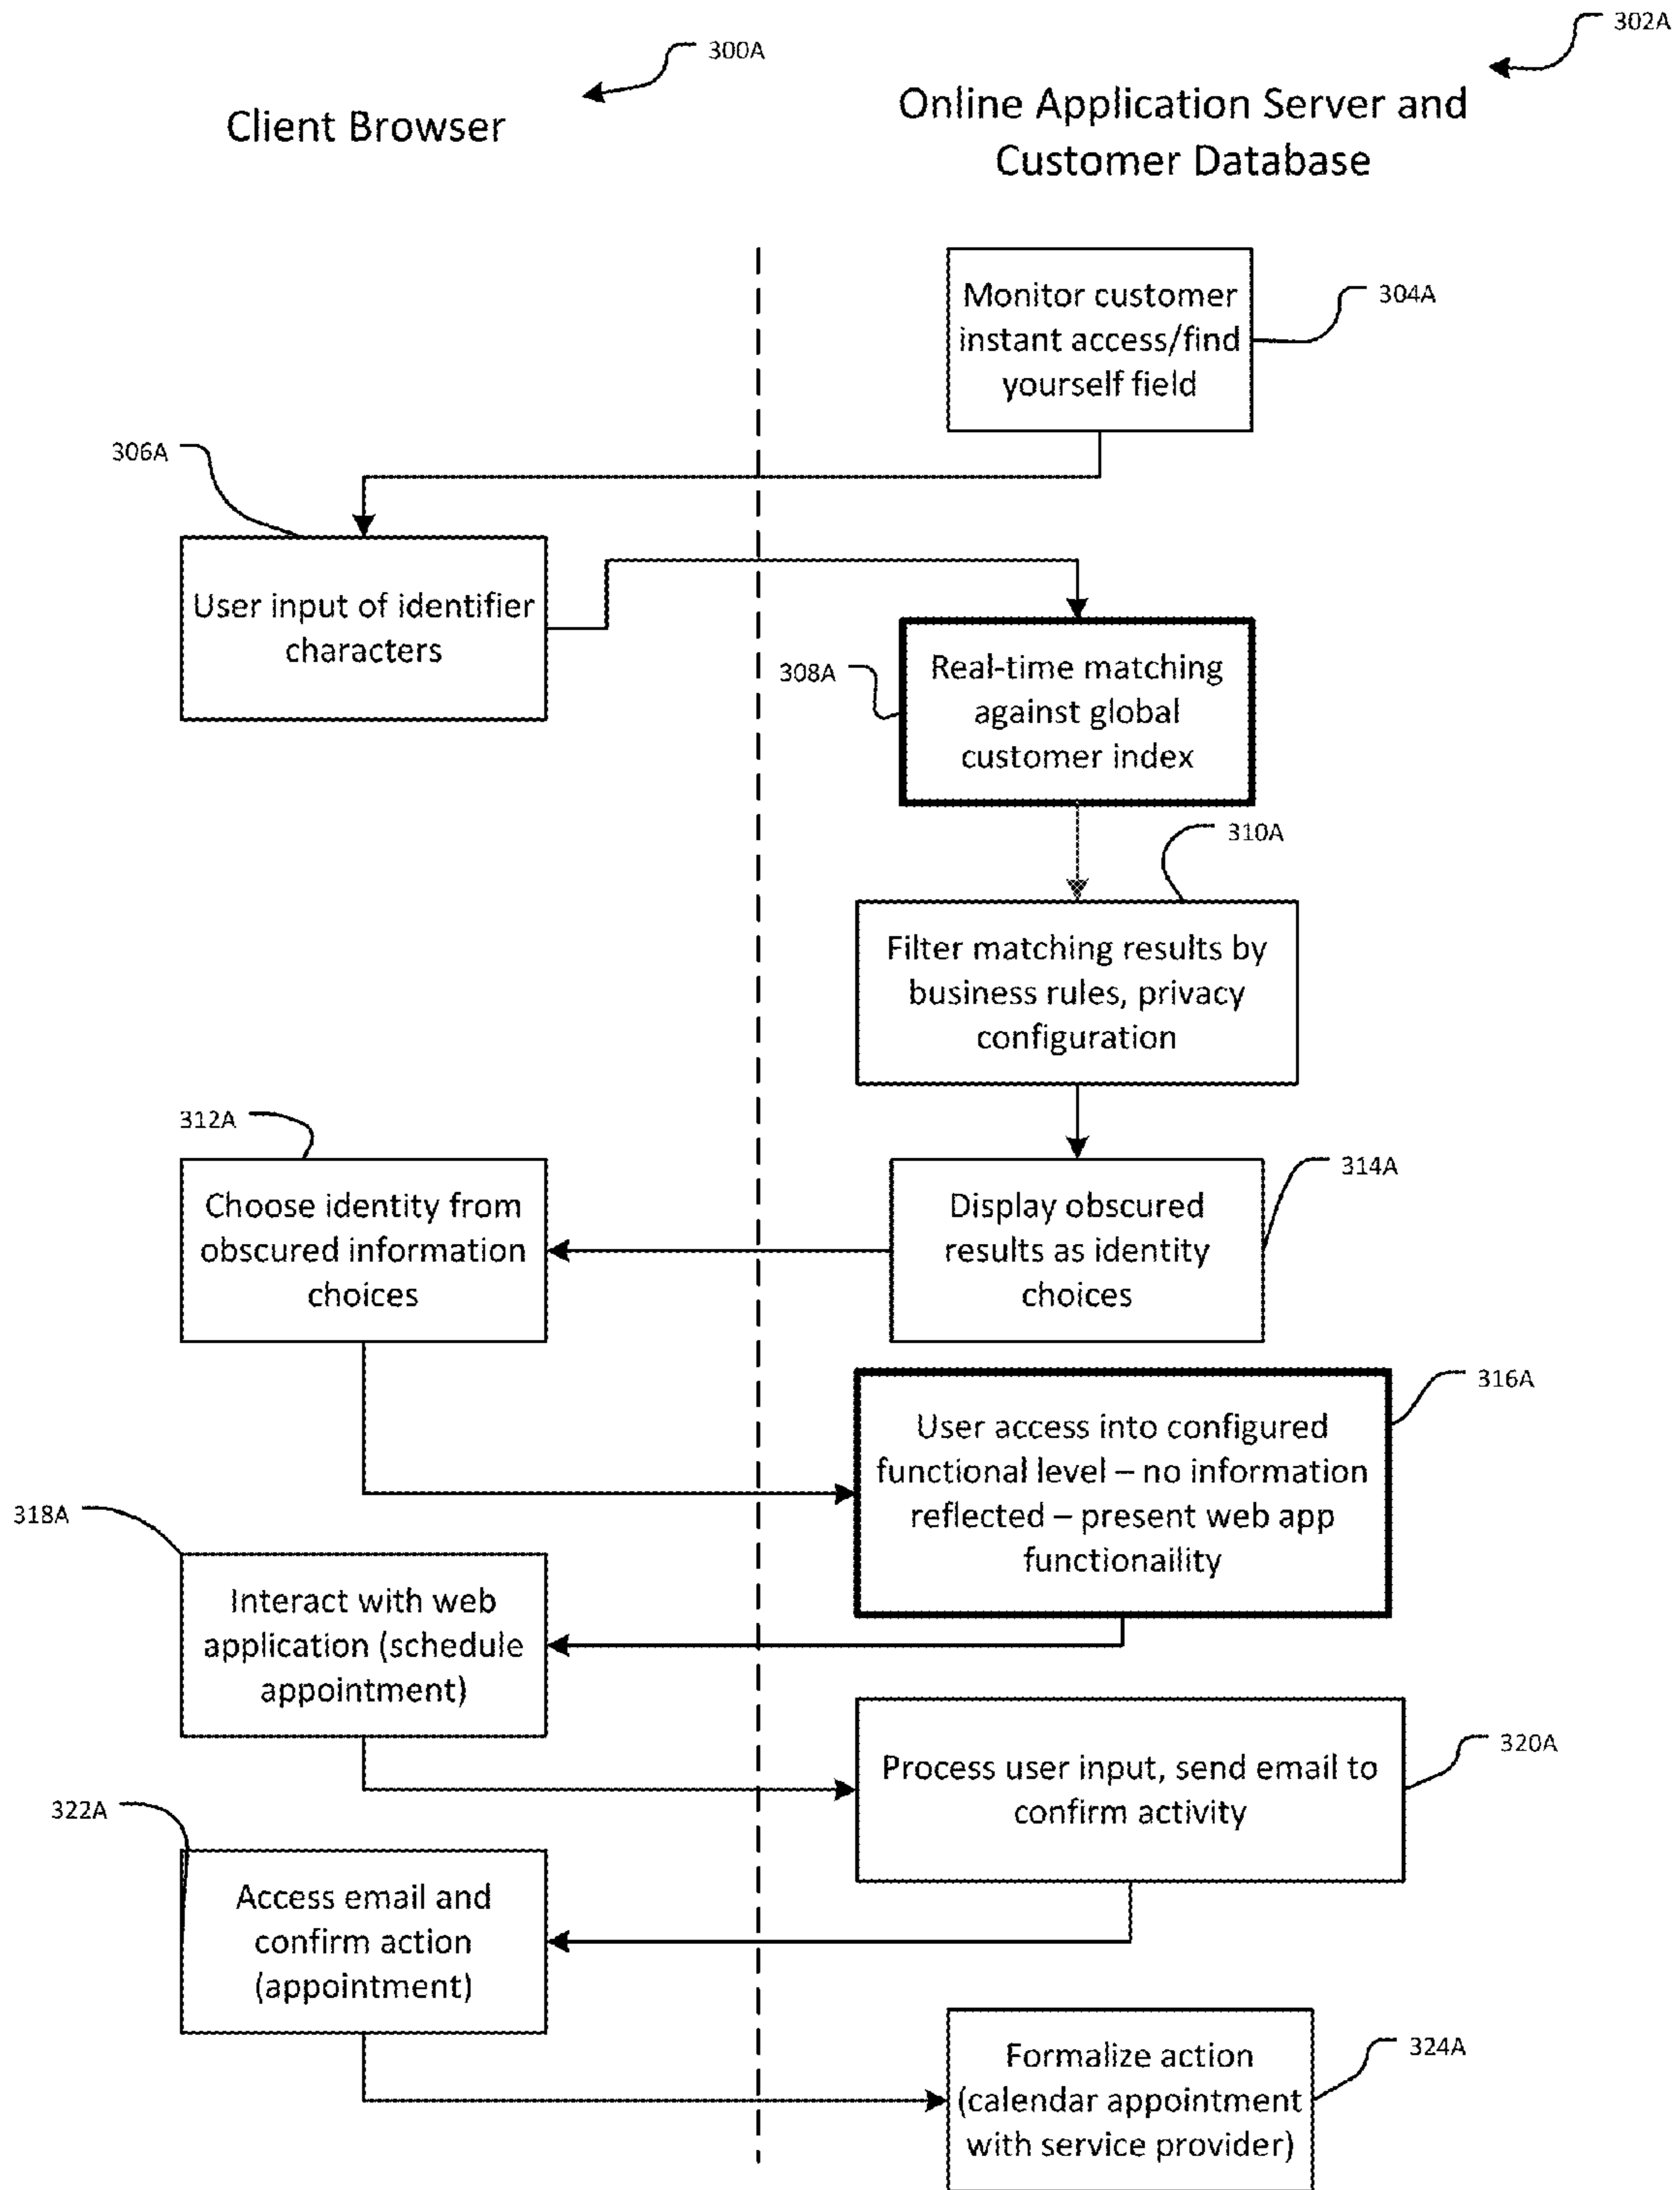 302A
300A
Client Browser
Online Application Server and
Customer Database
Monitor customer
instant access/find
yourself field
304A
306A
User input of identifier
characters
308A
Real-time matching
against global
customer index
310A
Filter matching results by
business rules, privacy
configuration
312A
Choose identity from
obscured information
choices
314A
Display obscured
results as identity
choices
316A
User access into configured
functional level – no information
reflected – present web app
functionaility
318A
Interact with web
application (schedule
appointment)
320A
Process user input, send email to
confirm activity
322A
Access email and
confirm action
(appointment)
324A
Formalize action
(calendar appointment
with service provider)